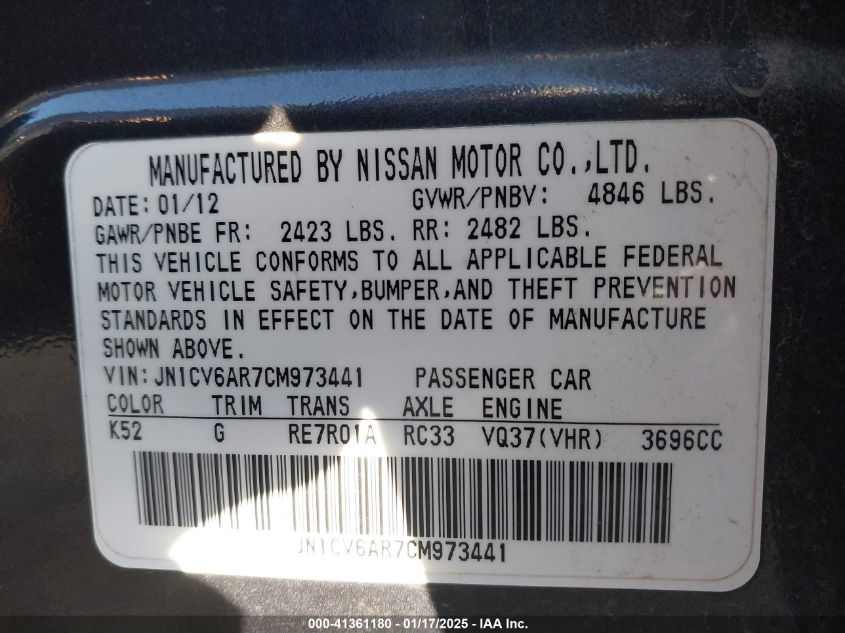 MANUFACTURED BY NISSAN MOTOR CO.,LTD.
DATE: 01/12 GVWR/PNBV: 4846 LBS.
GAWR/PNBE FR: 2423 LBS. RR: 2482 LBS.
THIS VEHICLE CONFORMS TO ALL APPLICABLE FEDERAL
MOTOR VEHICLE SAFETY,BUMPER,AND THEFT PREVENTION
STANDARDS IN EFFECT ON THE DATE OF MANUFACTURE
SHOWN ABOVE.
VIN: JN1CV6AR7CM973441 PASSENGER CAR
COLOR TRIM TRANS AXLE ENGINE
K52 G RE7R01A RC33 VQ37(VHR) 3696CC
JN1CV6AR7CM973441
000-41361180 - 01/17/2025 - IAA Inc.